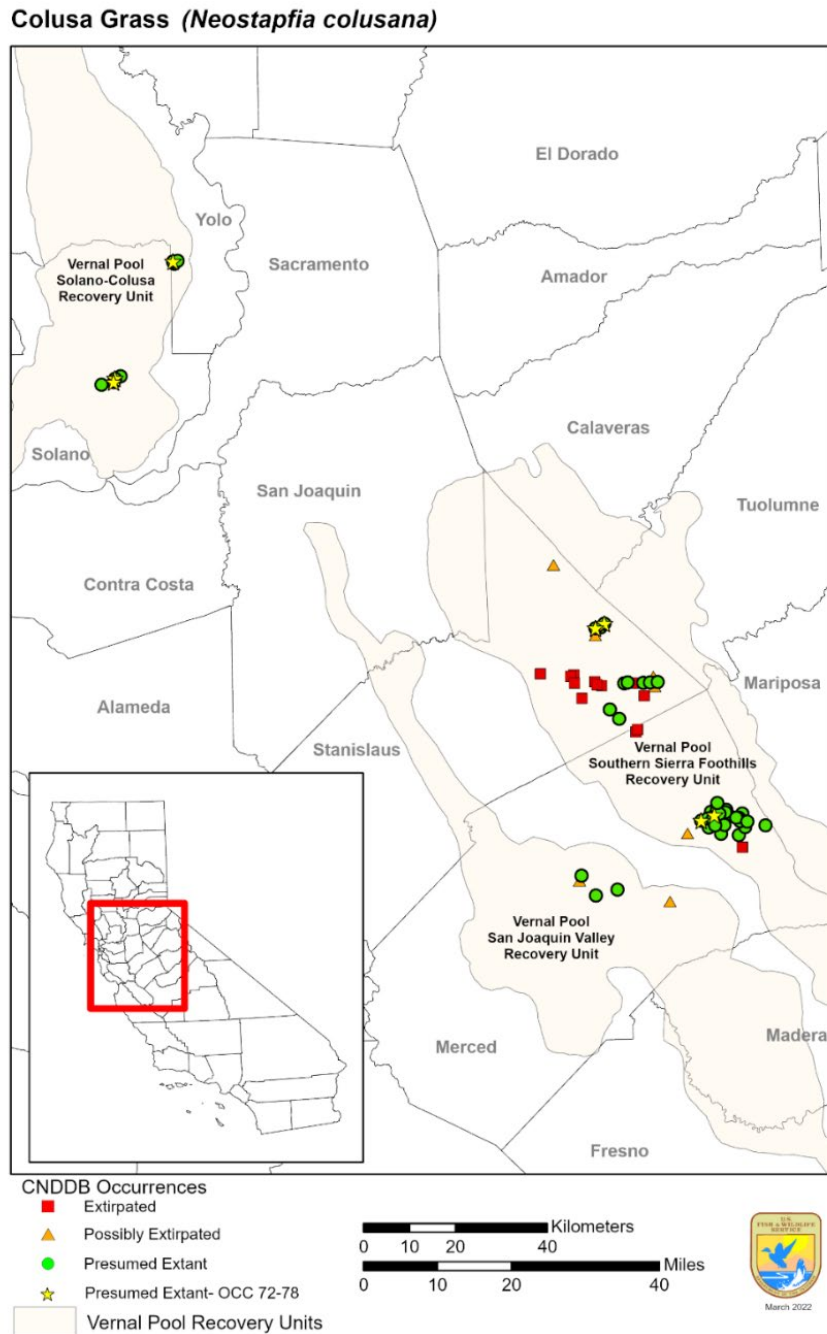 Colusa Grass (Neostapfia colusana)
El Dorado
Yolo
Sacramento
Vernal Pool
Solano-Colusa
Recovery Unit
Amador
Calaveras
Solano
San Joaquin
Tuolumne
Contra Costa
Mariposa
Alameda
Stanislaus
Vernal Pool
Southern Sierra Foothills
Recovery Unit
Vernal Pool
San Joaquin Valley
Recovery Unit
Merced
Madera
Fresno
CNDDB Occurrences
Extirpated
Possibly Extirpated
Presumed Extant
Presumed Extant- OCC 72-78
Vernal Pool Recovery Units
Kilometers
0 10 20 40
Miles
0 10 20 40
U.S.
FISH & WILDLIFE
SERVICE
March 2022